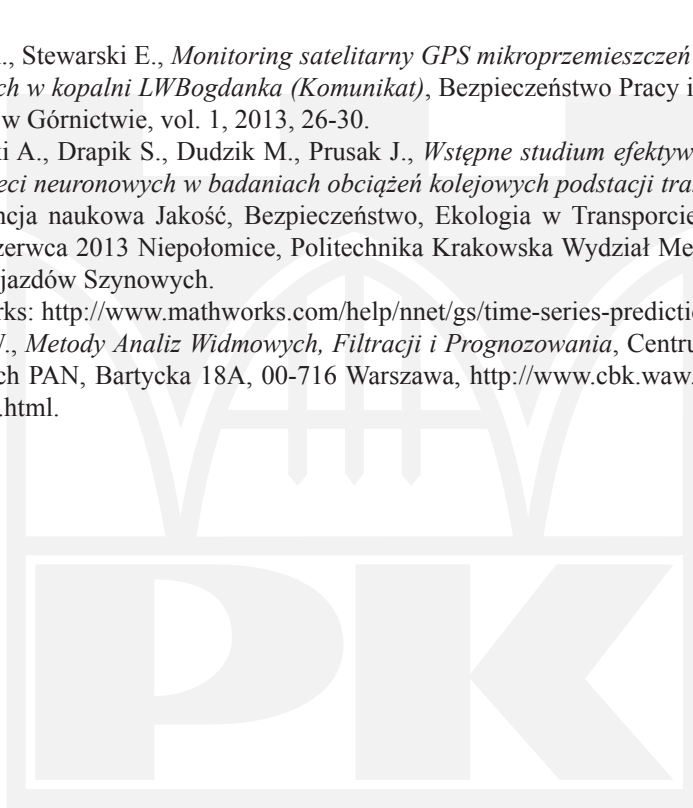 ., Stewarski E., Monitoring satelitarny GPS mikroprzemieszczeń
ch w kopalni LWBogdanka (Komunikat), Bezpieczeństwo Pracy i
w Górnictwie, vol. 1, 2013, 26-30.
ki A., Drapik S., Dudzik M., Prusak J., Wstępne studium efektyw
eci neuronowych w badaniach obciążeń kolejowych podstacji tra
ncja naukowa Jakość, Bezpieczeństwo, Ekologia w Transporcie
zerwca 2013 Niepołomice, Politechnika Krakowska Wydział Me
jazdów Szynowych.
rks: http://www.mathworks.com/help/nnet/gs/time-series-predictio
V., Metody Analiz Widmowych, Filtracji i Prognozowania, Centru
ch PAN, Bartycka 18A, 00-716 Warszawa, http://www.cbk.waw.
.html.
PK